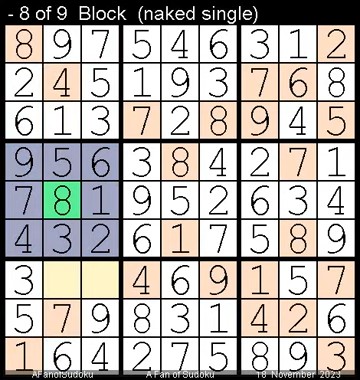 - 8 of 9 Block (naked single)
8 9 7 5 4 6 3 1 2
2 4 5 1 9 3 7 6 8
6 1 3 7 2 8 9 4 5
9 5 6 3 8 4 2 7 1
7 8 1 9 5 2 6 3 4
4 3 2 6 1 7 5 8 9
3 4 6 9 1 5 7
5 7 9 8 3 1 4 2 6
1 6 4 2 7 5 8 9 3
AFanofSudoku A Fan of Sudoku 18 November 2023